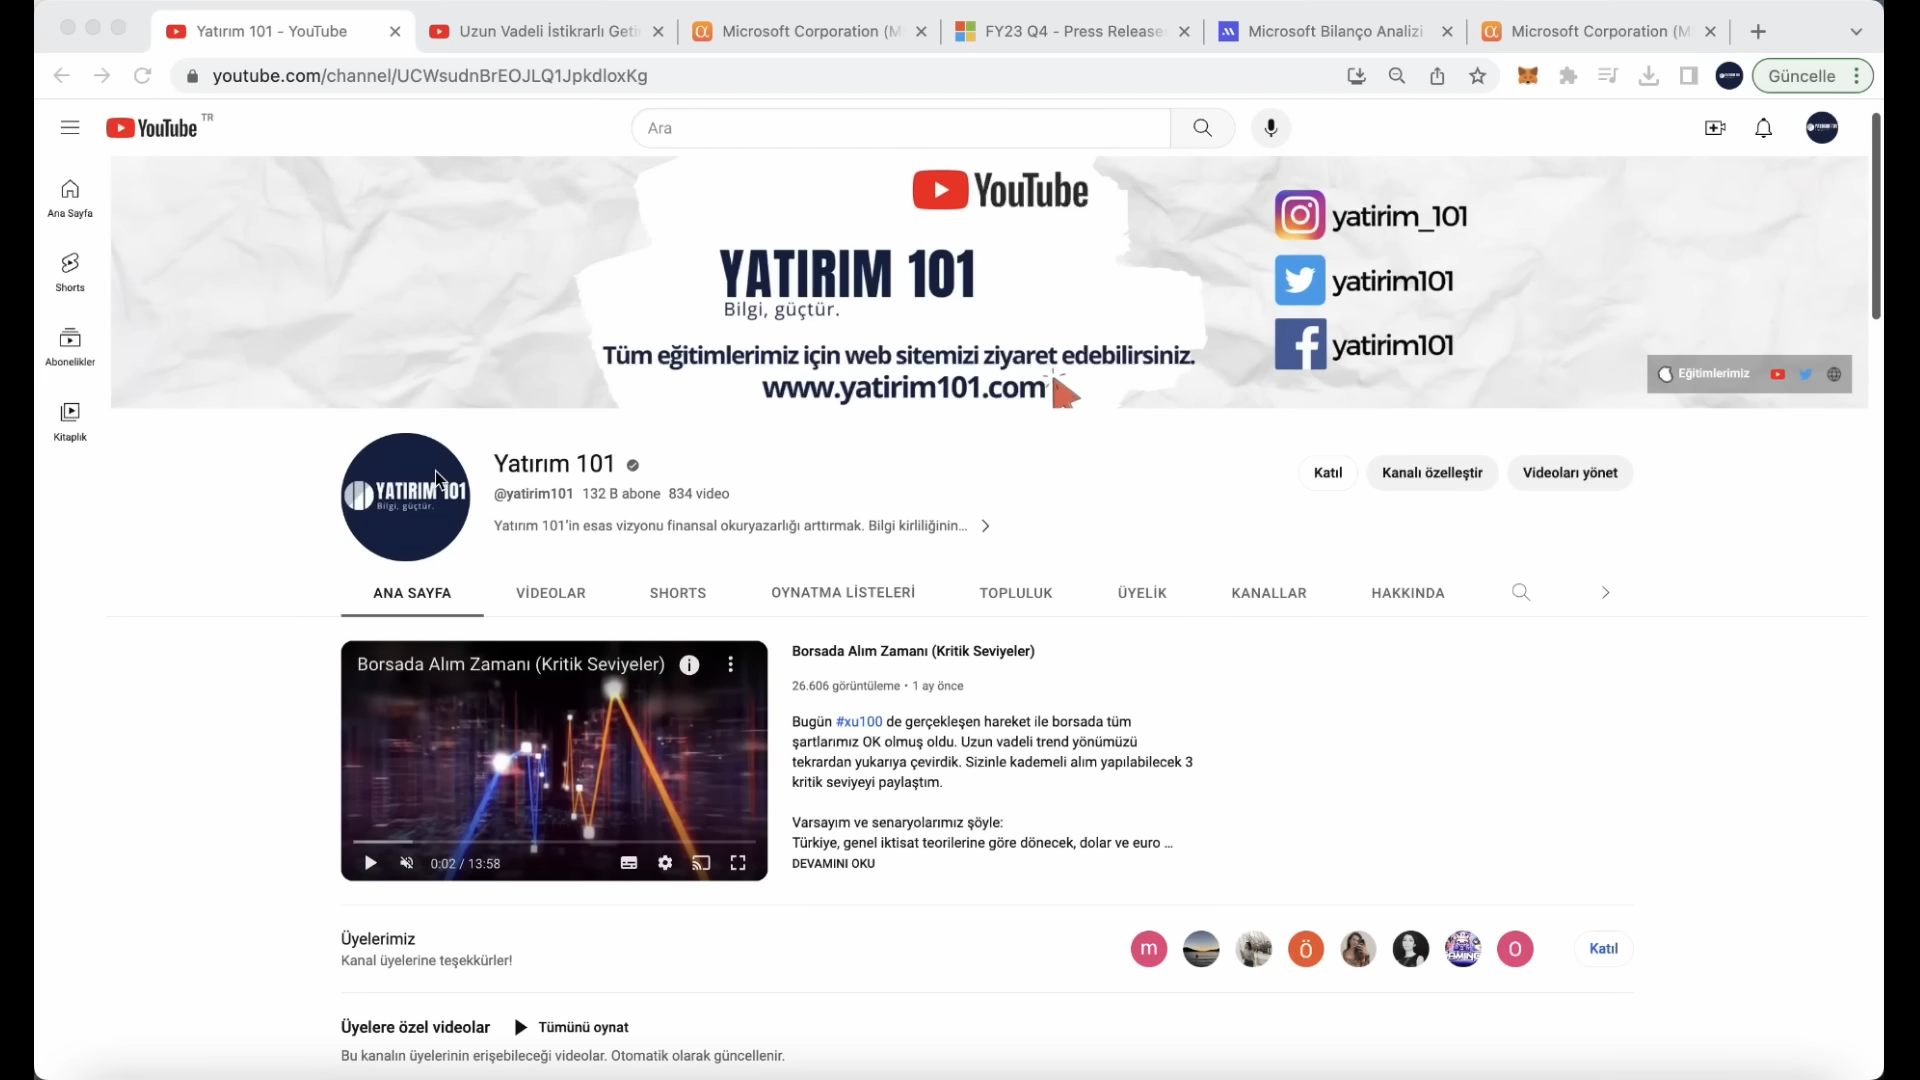 Yatırım 101 - YouTube
Uzun Vadeli İstikrarlı Geti
Microsoft Corporation (M
FY23 Q4 - Press Release
Microsoft Bilanço Analizi
Microsoft Corporation (M
youtube.com/channel/UCWsudnBrEOJLQ1JpkdloxKg
Güncelle
YouTube TR
Ara
Ana Sayfa
Shorts
Abonelikler
Kitaplık
YouTube
YATIRIM 101
Bilgi, güçtür.
Tüm eğitimlerimiz için web sitemizi ziyaret edebilirsiniz.
www.yatirim101.com
yatirim_101
yatirim101
yatirim101
Eğitimlerimiz
YATIRIM 101
Bilgi, güçtür.
Yatırım 101
@yatirim101 132 B abone 834 video
Yatırım 101'in esas vizyonu finansal okuryazarlığı arttırmak. Bilgi kirliliğinin...
Katıl
Kanalı özelleştir
Videoları yönet
ANA SAYFA
VİDEOLAR
SHORTS
OYNATMA LİSTELERİ
TOPLULUK
ÜYELİK
KANALLAR
HAKKINDA
Borsada Alım Zamanı (Kritik Seviyeler)
0:02 / 13:58
Borsada Alım Zamanı (Kritik Seviyeler)
26.606 görüntüleme • 1 ay önce
Bugün #xu100 de gerçekleşen hareket ile borsada tüm
şartlarımız OK olmuş oldu. Uzun vadeli trend yönümüzü
tekrardan yukarıya çevirdik. Sizinle kademeli alım yapılabilecek 3
kritik seviyeyi paylaştım.
Varsayım ve senaryolarımız şöyle:
Türkiye, genel iktisat teorilerine göre dönecek, dolar ve euro ...
DEVAMINI OKU
Üyelerimiz
Kanal üyelerine teşekkürler!
m
Ö
GAMING
O
Katıl
Üyelere özel videolar
Tümünü oynat
Bu kanalın üyelerinin erişebileceği videolar. Otomatik olarak güncellenir.